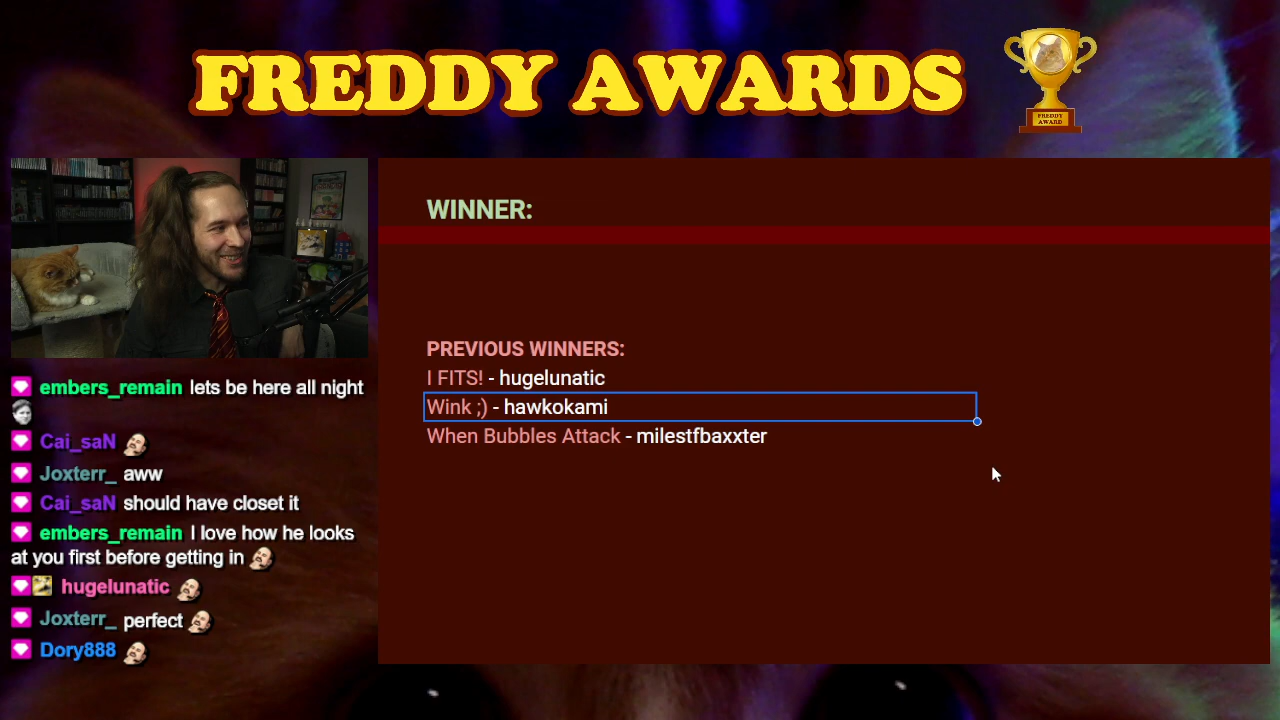 FREDDY AWARDS
FREDDY
AWARD
WINNER:
PREVIOUS WINNERS:
I FITS! - hugelunatic
Wink ;) - hawkokami
When Bubbles Attack - milestfbaxxter
embers_remain lets be here all night
Cai_saN
Joxterr_ aww
Cai_saN should have closet it
embers_remain I love how he looks
at you first before getting in
hugelunatic
Joxterr_ perfect
Dory888